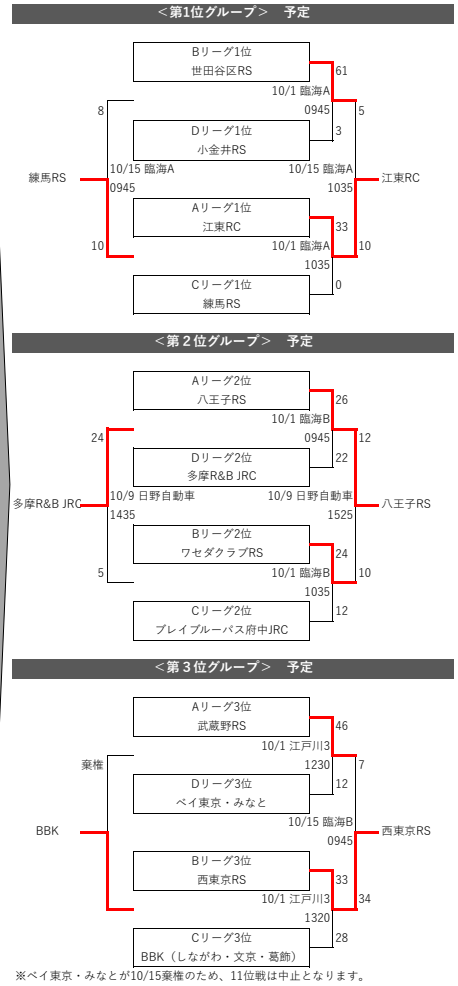 ＜第1位グループ＞　予定
Bリーグ1位
世田谷区RS
61
10/1 臨海A
0945
8
5
3
Dリーグ1位
小金井RS
10/15 臨海A
0945
10/15 臨海A
1035
練馬RS
江東RC
Aリーグ1位
江東RC
33
10/1 臨海A
1035
10
10
0
Cリーグ1位
練馬RS
＜第２位グループ＞　予定
Aリーグ2位
八王子RS
26
10/1 臨海B
0945
24
12
22
Dリーグ2位
多摩R&B JRC
10/9 日野自動車
1435
10/9 日野自動車
1525
多摩R&B JRC
八王子RS
Bリーグ2位
ワセダクラブRS
24
10/1 臨海B
1035
5
10
12
Cリーグ2位
ブレイブルーパス府中JRC
＜第３位グループ＞　予定
Aリーグ3位
武蔵野RS
46
10/1 江戸川3
1230
棄権
7
12
Dリーグ3位
ベイ東京・みなと
10/15 臨海B
0945
BBK
西東京RS
Bリーグ3位
西東京RS
33
10/1 江戸川3
1320
34
28
Cリーグ3位
BBK（しながわ・文京・葛飾）
※ベイ東京・みなとが10/15棄権のため、11位戦は中止となります。